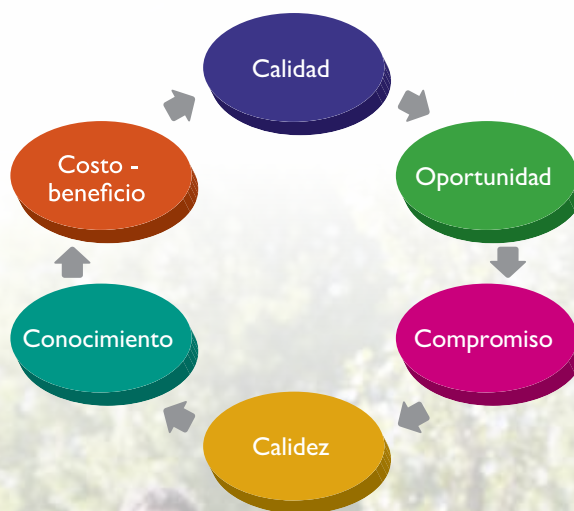 Calidad
Oportunidad
Compromiso
Calidez
Conocimiento
Costo -
beneficio